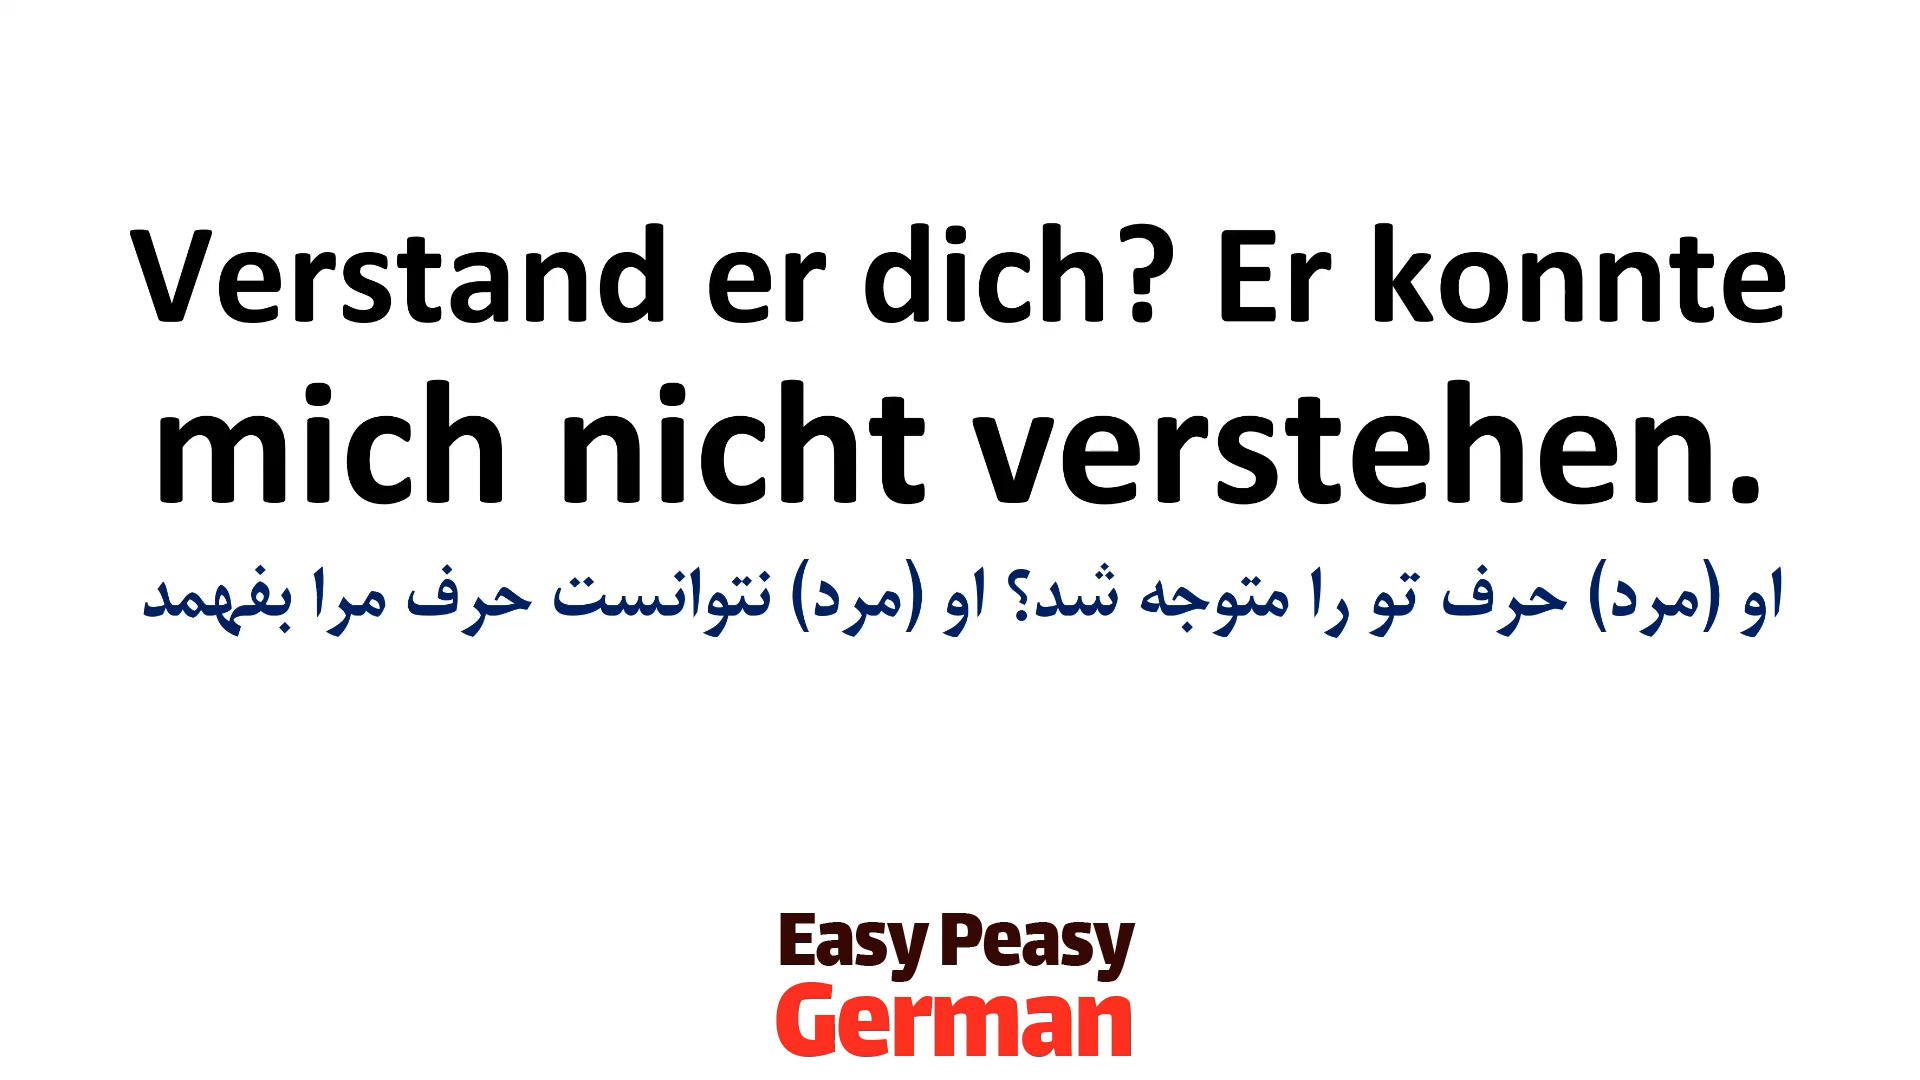 Verstand er dich? Er konnte
mich nicht verstehen.
او (مرد) حرف تو را متوجه شد؟ او (مرد) نتوانست حرف مرا بفهمد
Easy Peasy
German